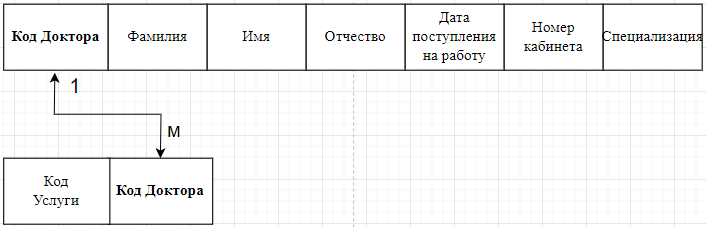 Код Доктора
Фамилия
Имя
Отчество
Дата
поступления
на работу
Номер
кабинета
Специализация
1
М
Код
Услуги
Код Доктора